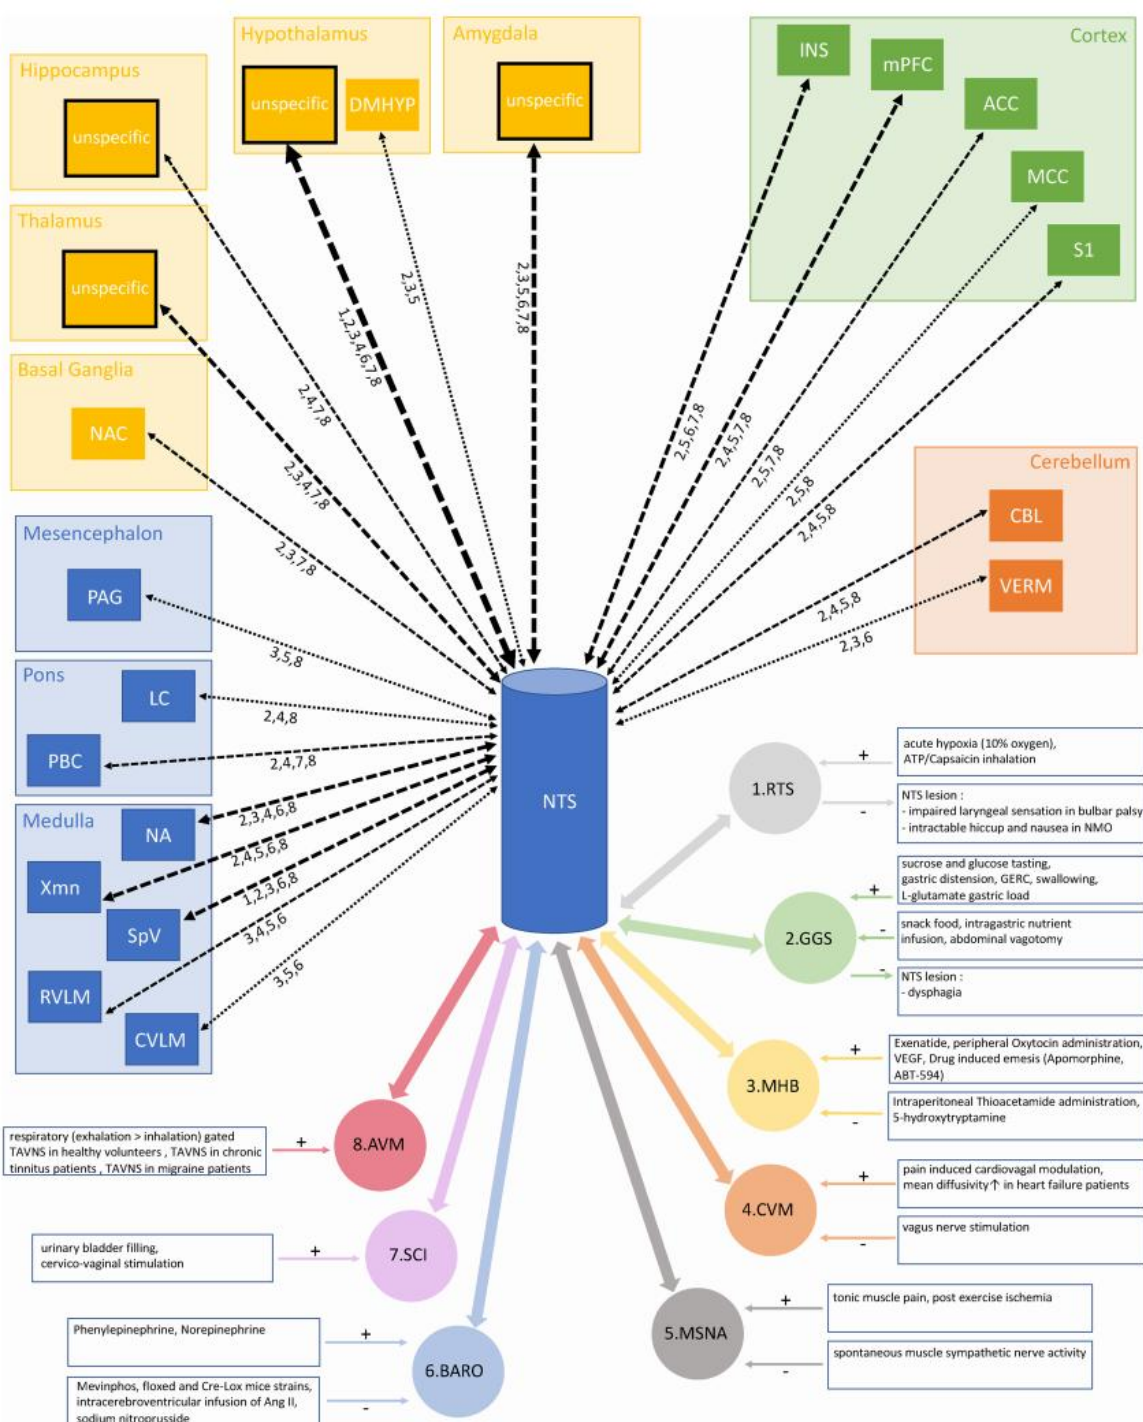 Hippocampus
unspecific
Hypothalamus
unspecific
DMHYP
Amygdala
unspecific
Cortex
INS
mPFC
ACC
MCC
S1
Thalamus
unspecific
Basal Ganglia
NAC
Mesencephalon
PAG
Pons
LC
PBC
Medulla
NA
Xmn
SpV
RVLM
CVLM
Cerebellum
CBL
VERM
2,4,7,8
1,2,3,4,6,7,8
2,3,5
2,3,5,6,7,8
2,5,6,7,8
2,4,5,7,8
2,5,7,8
2,5,8
2,4,5,8
2,3,4,7,8
2,3,7,8
3,5,8
2,4,8
2,4,7,8
2,3,4,6,8
2,4,5,6,8
1,2,3,6,8
3,4,5,6
3,5,6
2,4,5,8
2,3,6
NTS
1.RTS
+
acute hypoxia (10% oxygen),
ATP/Capsaicin inhalation
-
NTS lesion :
- impaired laryngeal sensation in bulbar palsy
- intractable hiccup and nausea in NMO
2.GGS
+
sucrose and glucose tasting,
gastric distension, GERC, swallowing,
L-glutamate gastric load
-
snack food, intragastric nutrient
infusion, abdominal vagotomy
-
NTS lesion :
- dysphagia
3.MHB
+
Exenatide, peripheral Oxytocin administration,
VEGF, Drug induced emesis (Apomorphine,
ABT-594)
-
Intraperitoneal Thioacetamide administration,
5-hydroxytryptamine
4.CVM
+
pain induced cardiovagal modulation,
mean diffusivity↑ in heart failure patients
-
vagus nerve stimulation
5.MSNA
+
tonic muscle pain, post exercise ischemia
-
spontaneous muscle sympathetic nerve activity
8.AVM
+
respiratory (exhalation > inhalation) gated
TAVNS in healthy volunteers , TAVNS in chronic
tinnitus patients , TAVNS in migraine patients
7.SCI
+
urinary bladder filling,
cervico-vaginal stimulation
6.BARO
+
Phenylepinephrine, Norepinephrine
-
Mevinphos, floxed and Cre-Lox mice strains,
intracerebroventricular infusion of Ang II,
sodium nitroprusside